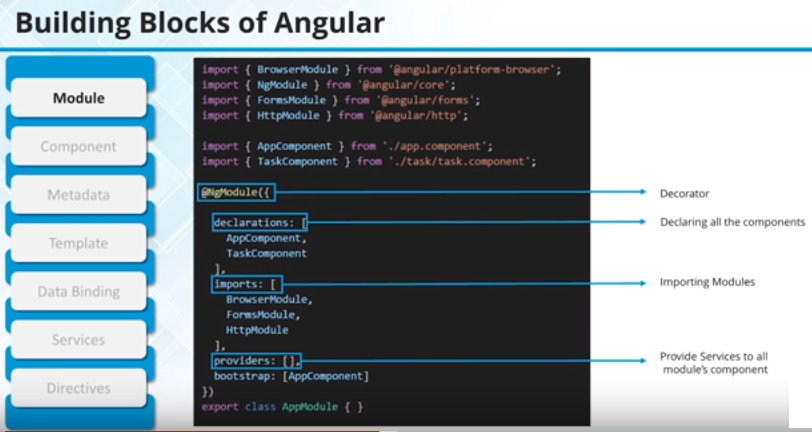 Building Blocks of Angular
Module
Component
Metadata
Template
Data Binding
Services
Directives
import { BrowserModule } from '@angular/platform-browser';
import { NgModule } from '@angular/core';
import { FormsModule } from '@angular/forms';
import { HttpModule } from '@angular/http';
import { AppComponent } from './app.component';
import { TaskComponent } from './task/task.component';
@NgModule({
declarations: [
AppComponent,
TaskComponent
],
imports: [
BrowserModule,
FormsModule,
HttpModule
],
providers: [],
bootstrap: [AppComponent]
})
export class AppModule { }
Decorator
Declaring all the components
Importing Modules
Provide Services to all
module's component